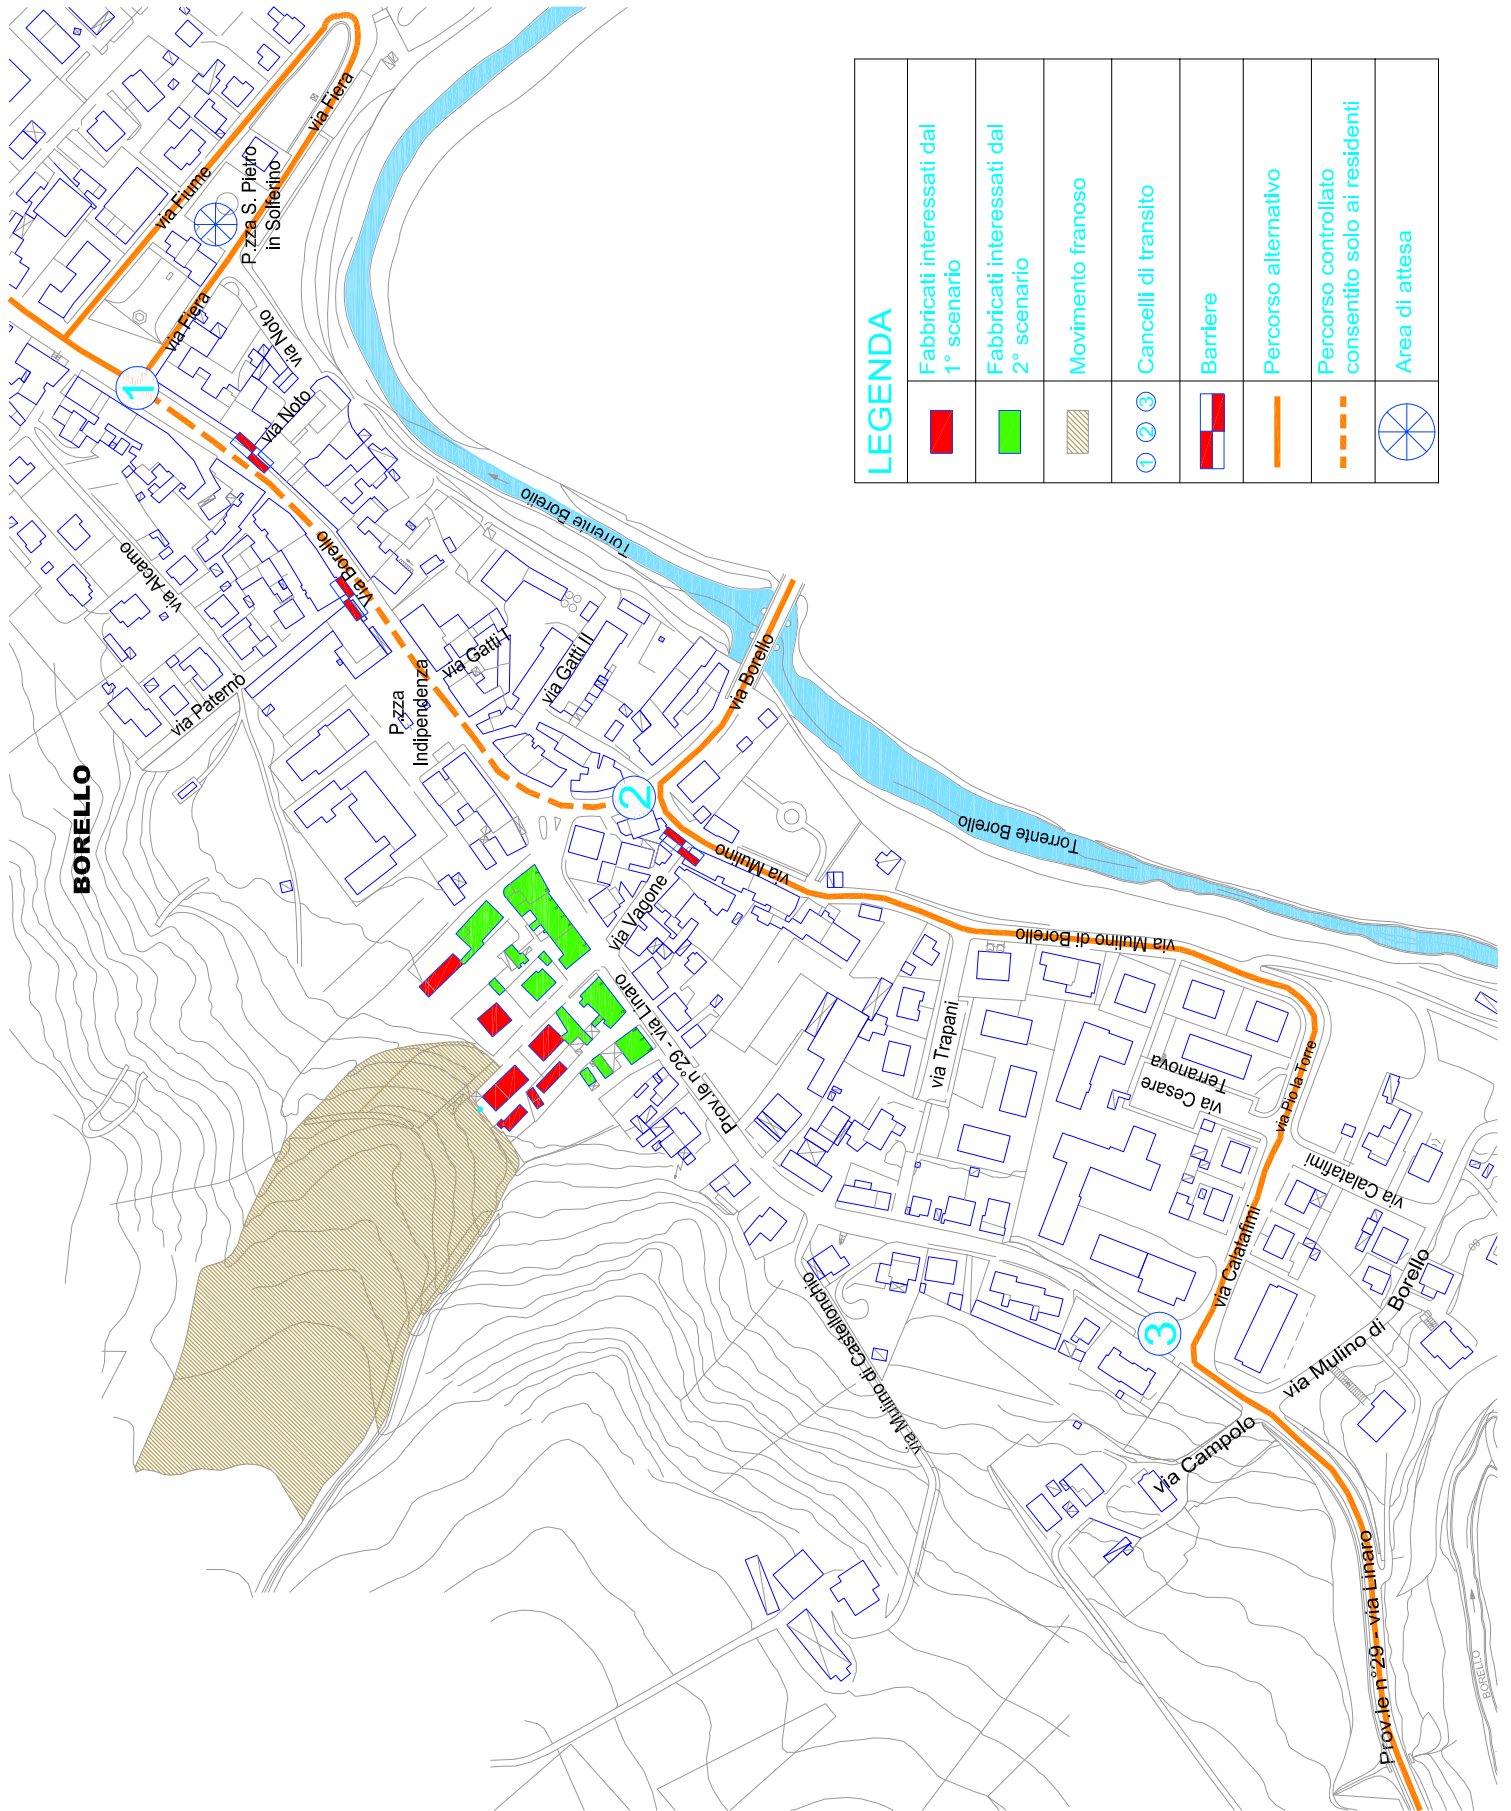 BORELLO
via Fiera
via Fiume
P.zza S. Pietro
in Solferino
via Fiera
via Noto
1
via Noto
via Alcamo
Via Borello
via Paternò
P.zza
Indipendenza
via Gatti I
via Gatti II
Torrente Borello
via Borello
2
via Mulino
via Vagone
Torrente Borello
Prov.le n°29 - via Linaro
via Mulino di Borello
via Trapani
via Cesare
Terranova
via Pio la Torre
via Calatafimi
via Calatafimi
via Mulino di Castellonchio
3
via Mulino di Borello
via Campolo
Prov.le n°29 - via Linaro
BORELLO
LEGENDA
Fabbricati interessati dal
1° scenario
Fabbricati interessati dal
2° scenario
Movimento franoso
1 2 3 Cancelli di transito
Barriere
Percorso alternativo
Percorso controllato
consentito solo ai residenti
Area di attesa